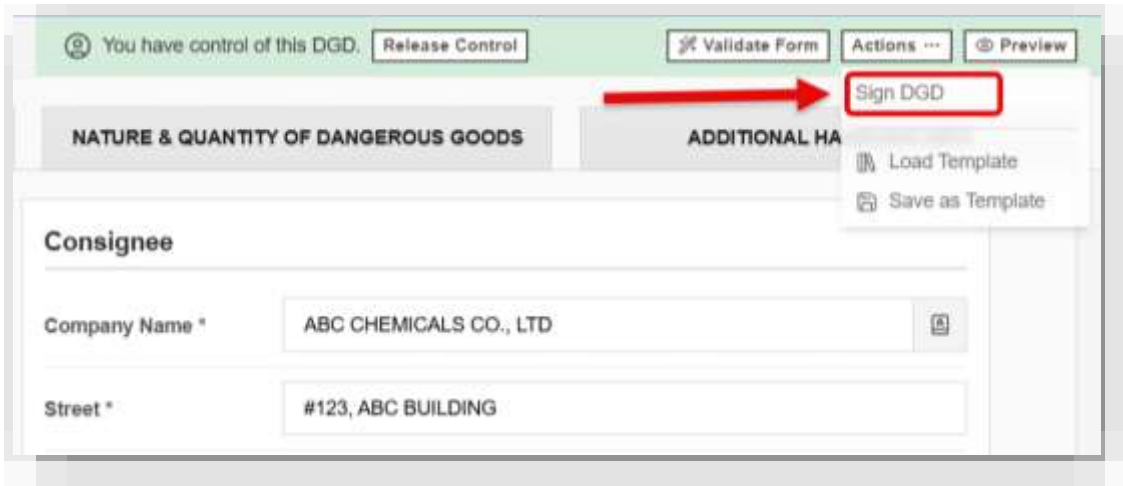 You have control of this DGD. Release Control Validate Form Actions ··· Preview
Sign DGD
NATURE & QUANTITY OF DANGEROUS GOODS ADDITIONAL HA
Load Template
Save as Template
Consignee
Company Name * ABC CHEMICALS CO., LTD
Street * #123, ABC BUILDING